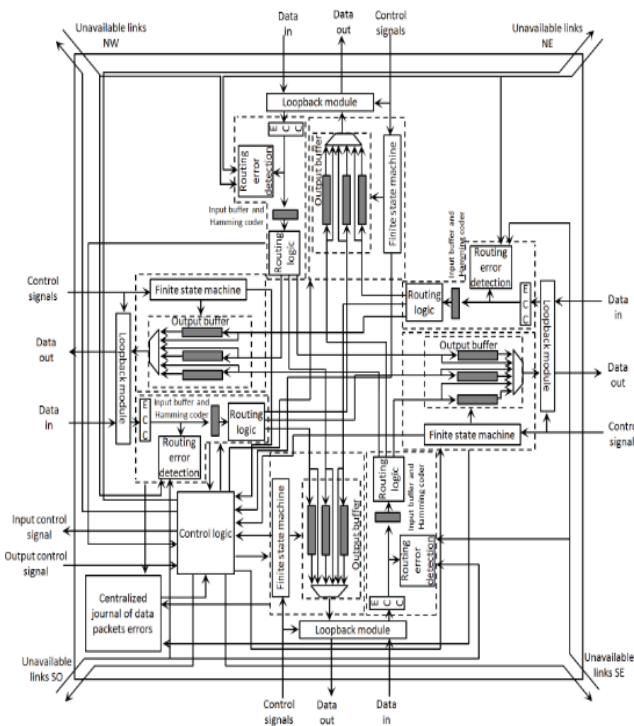 Unavailable links
NW
Data
in
Data
out
Control
signals
Unavailable links
NE
Loopback module
E C C
Routing
error
detection
Input buffer and
Hamming coder
Routing
logic
Output buffer
Finite state machine
Input buffer and
Hamming coder
Routing
error
detection
Routing
logic
E C C
Loopback module
Data
in
Control
signals
Finite state machine
Output buffer
Data
out
Loopback module
Output buffer
Data
out
Data
in
E C C
Input buffer and
Hamming coder
Routing
logic
Routing error
detection
Finite state machine
Control
Input control
signal
Output control
signal
Control logic
Finite state machine
Output buffer
Routing
logic
Input buffer and
Hamming coder
Routing
error
detection
E C C
Centralized
journal of data
packets errors
Loopback module
Unavailable
links SO
Unavailable
links SE
Control
signals
Data
out
Data
in